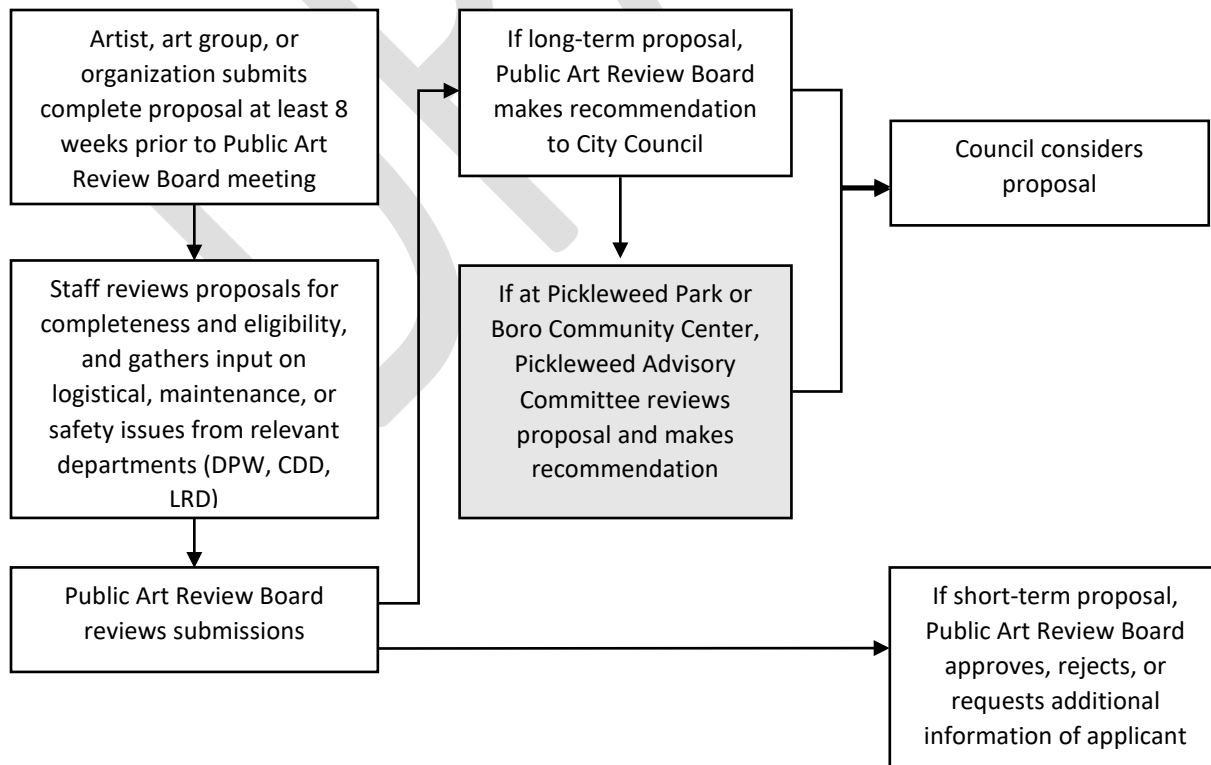 Artist, art group, or
organization submits
complete proposal at least 8
weeks prior to Public Art
Review Board meeting
Staff reviews proposals for
completeness and eligibility,
and gathers input on
logistical, maintenance, or
safety issues from relevant
departments (DPW, CDD,
LRD)
Public Art Review Board
reviews submissions
If long-term proposal,
Public Art Review Board
makes recommendation
to City Council
If at Pickleweed Park or
Boro Community Center,
Pickleweed Advisory
Committee reviews
proposal and makes
recommendation
Council considers
proposal
If short-term proposal,
Public Art Review Board
approves, rejects, or
requests additional
information of applicant